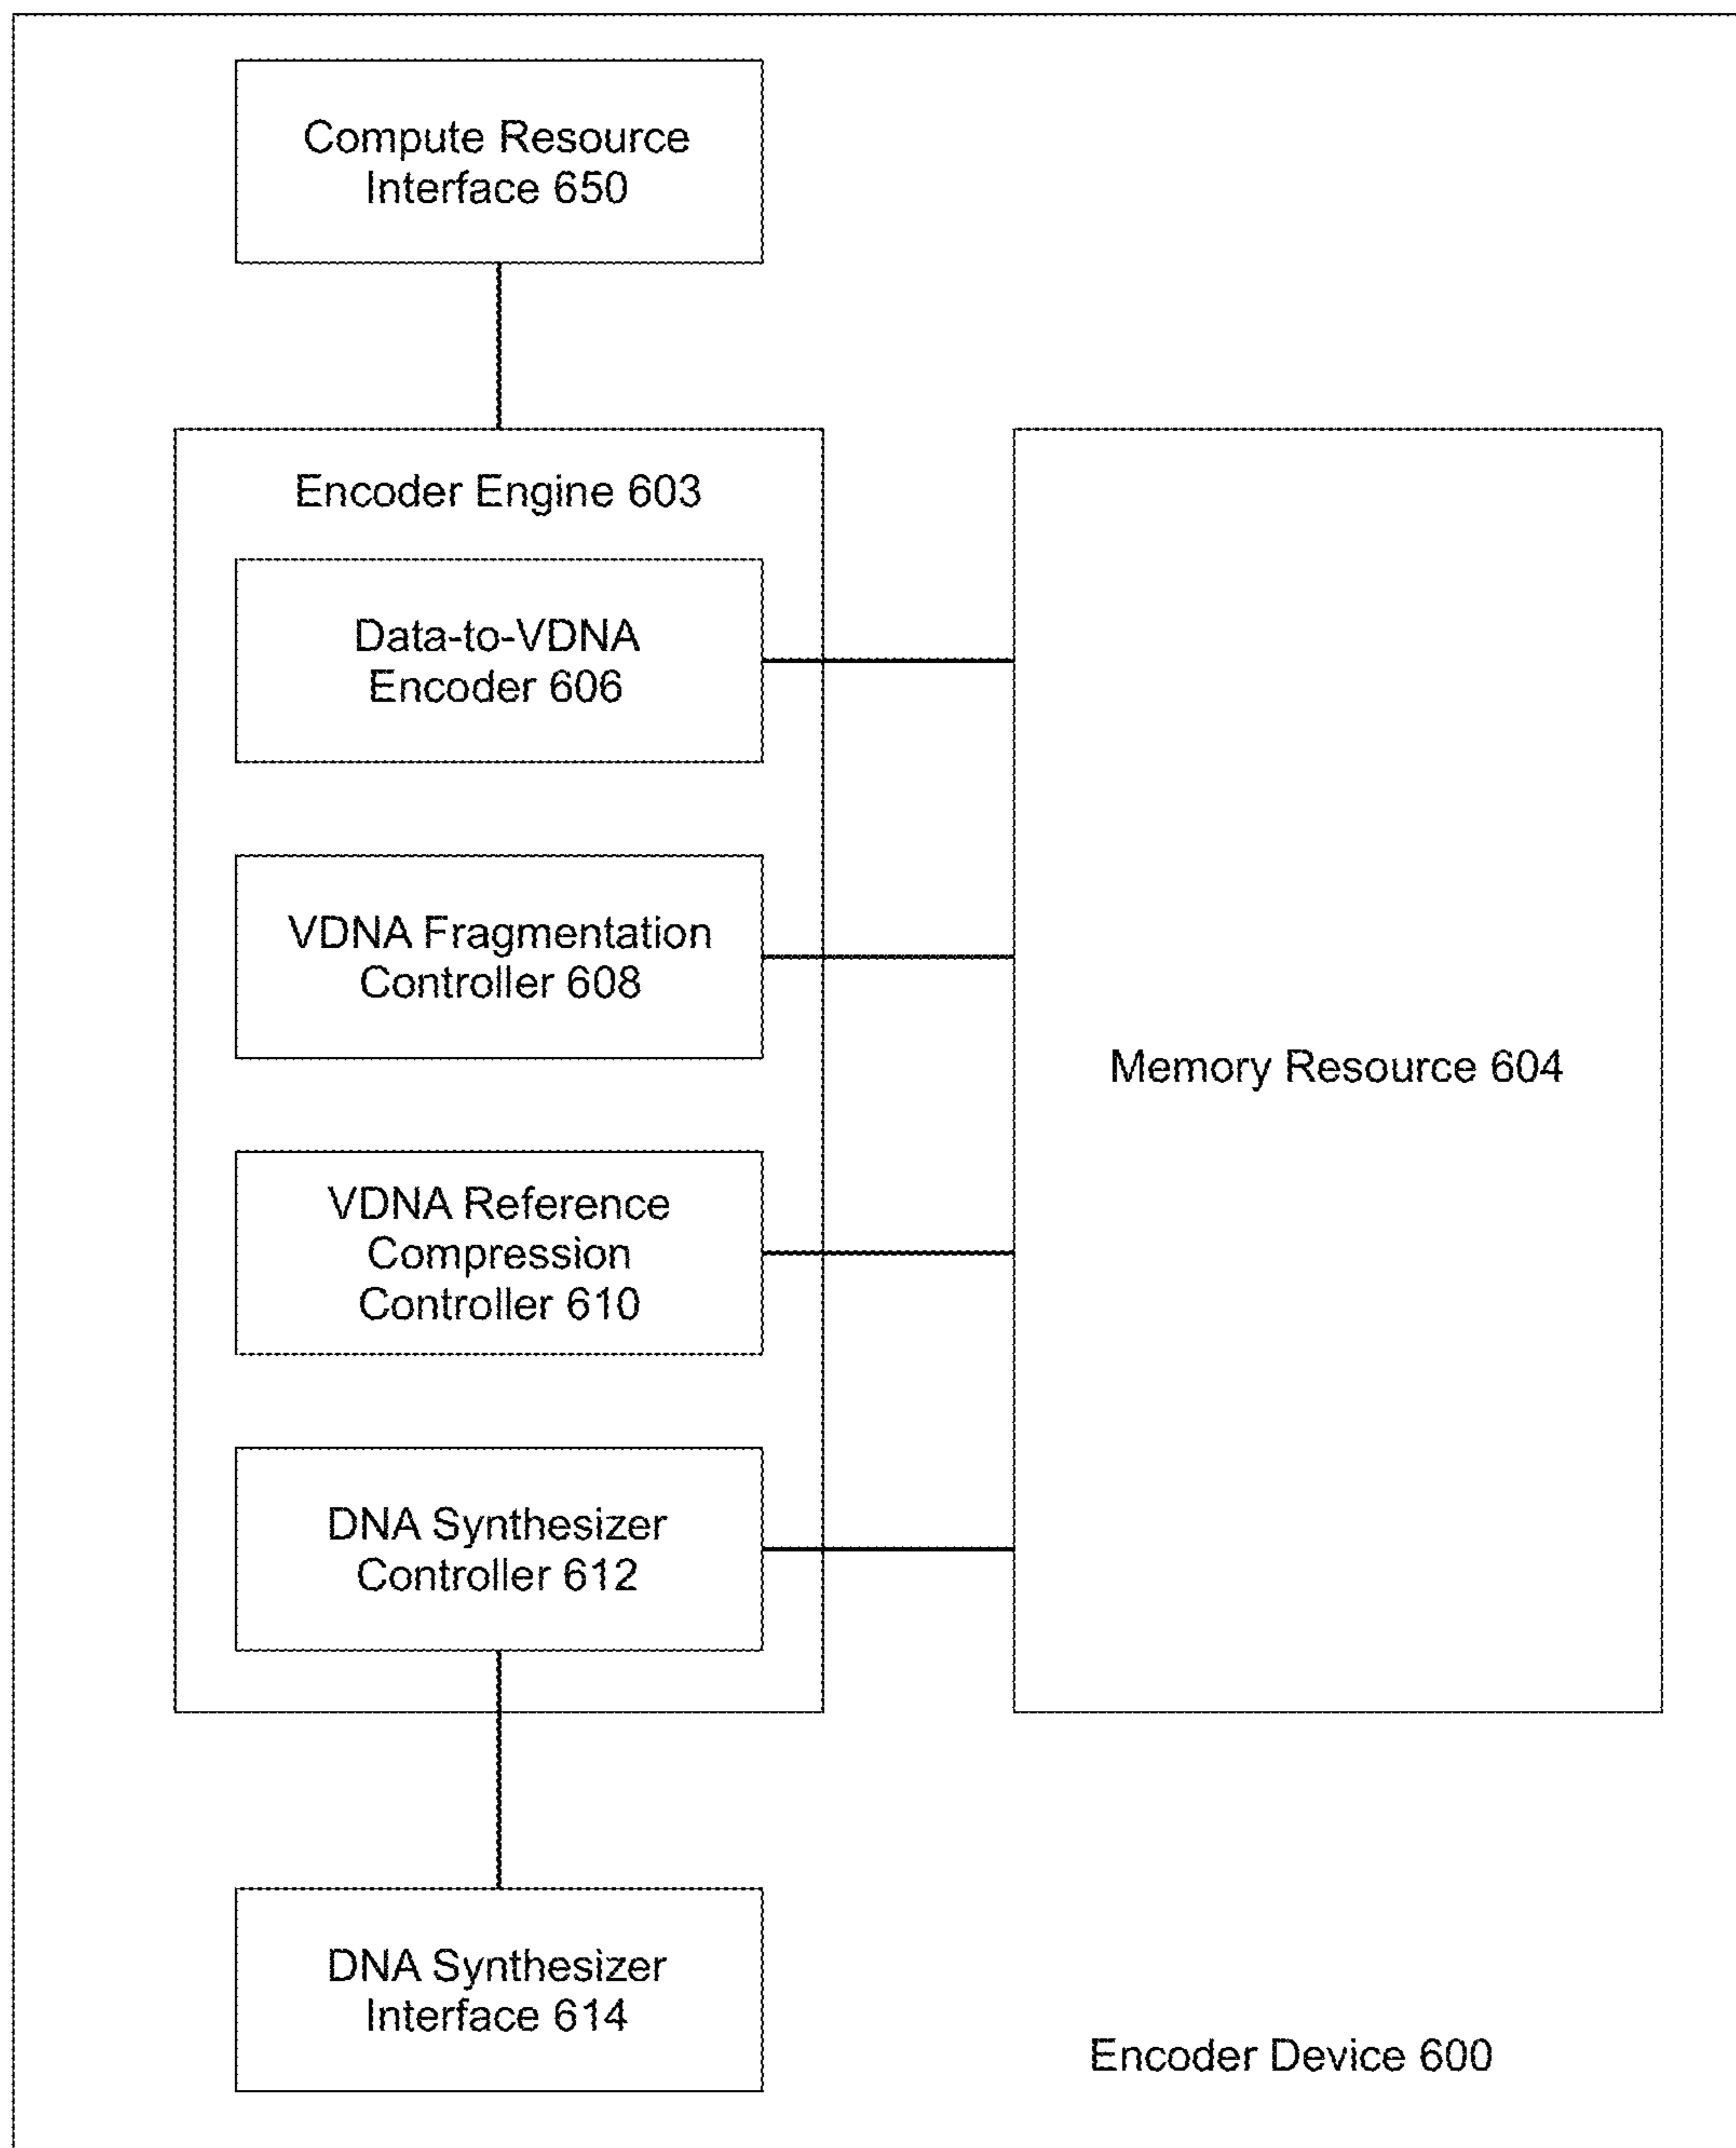 Compute Resource
Interface 650
Encoder Engine 603
Data-to-VDNA
Encoder 606
VDNA Fragmentation
Controller 608
Memory Resource 604
VDNA Reference
Compression
Controller 610
DNA Synthesizer
Controller 612
DNA Synthesizer
Interface 614
Encoder Device 600